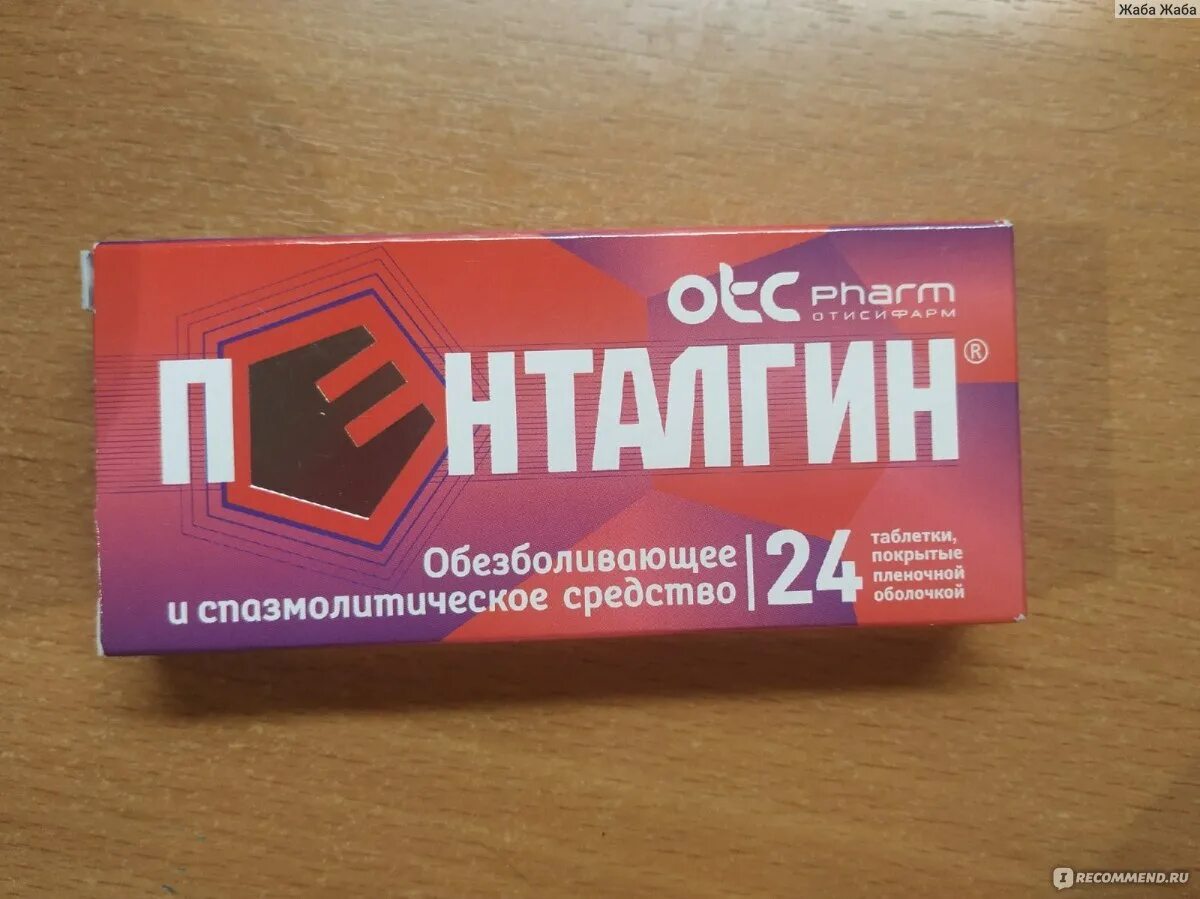 Жаба Жаба
otc pharm
ОТИСИФАРМ
ПЕНТАЛГИН®
Обезболивающее
и спазмолитическое средство
24
таблетки,
покрытые
пленочной
оболочкой
I RECOMMEND.RU